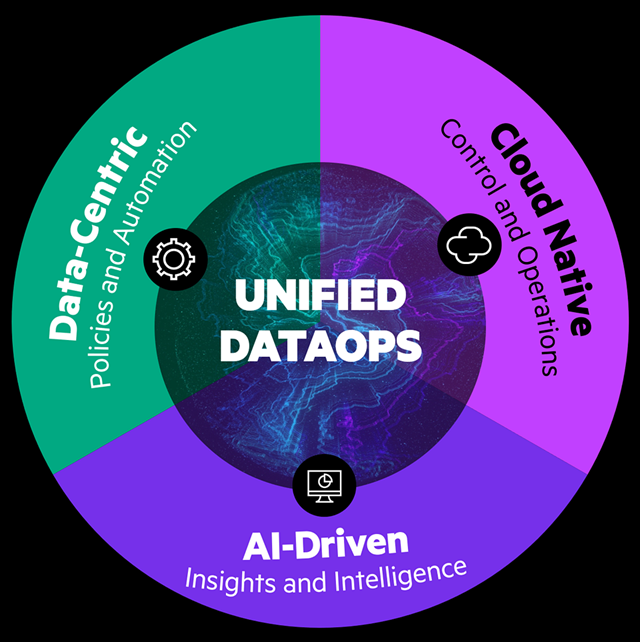 Data-Centric
Policies and Automation
Cloud Native
Control and Operations
UNIFIED
DATAOPS
AI-Driven
Insights and Intelligence